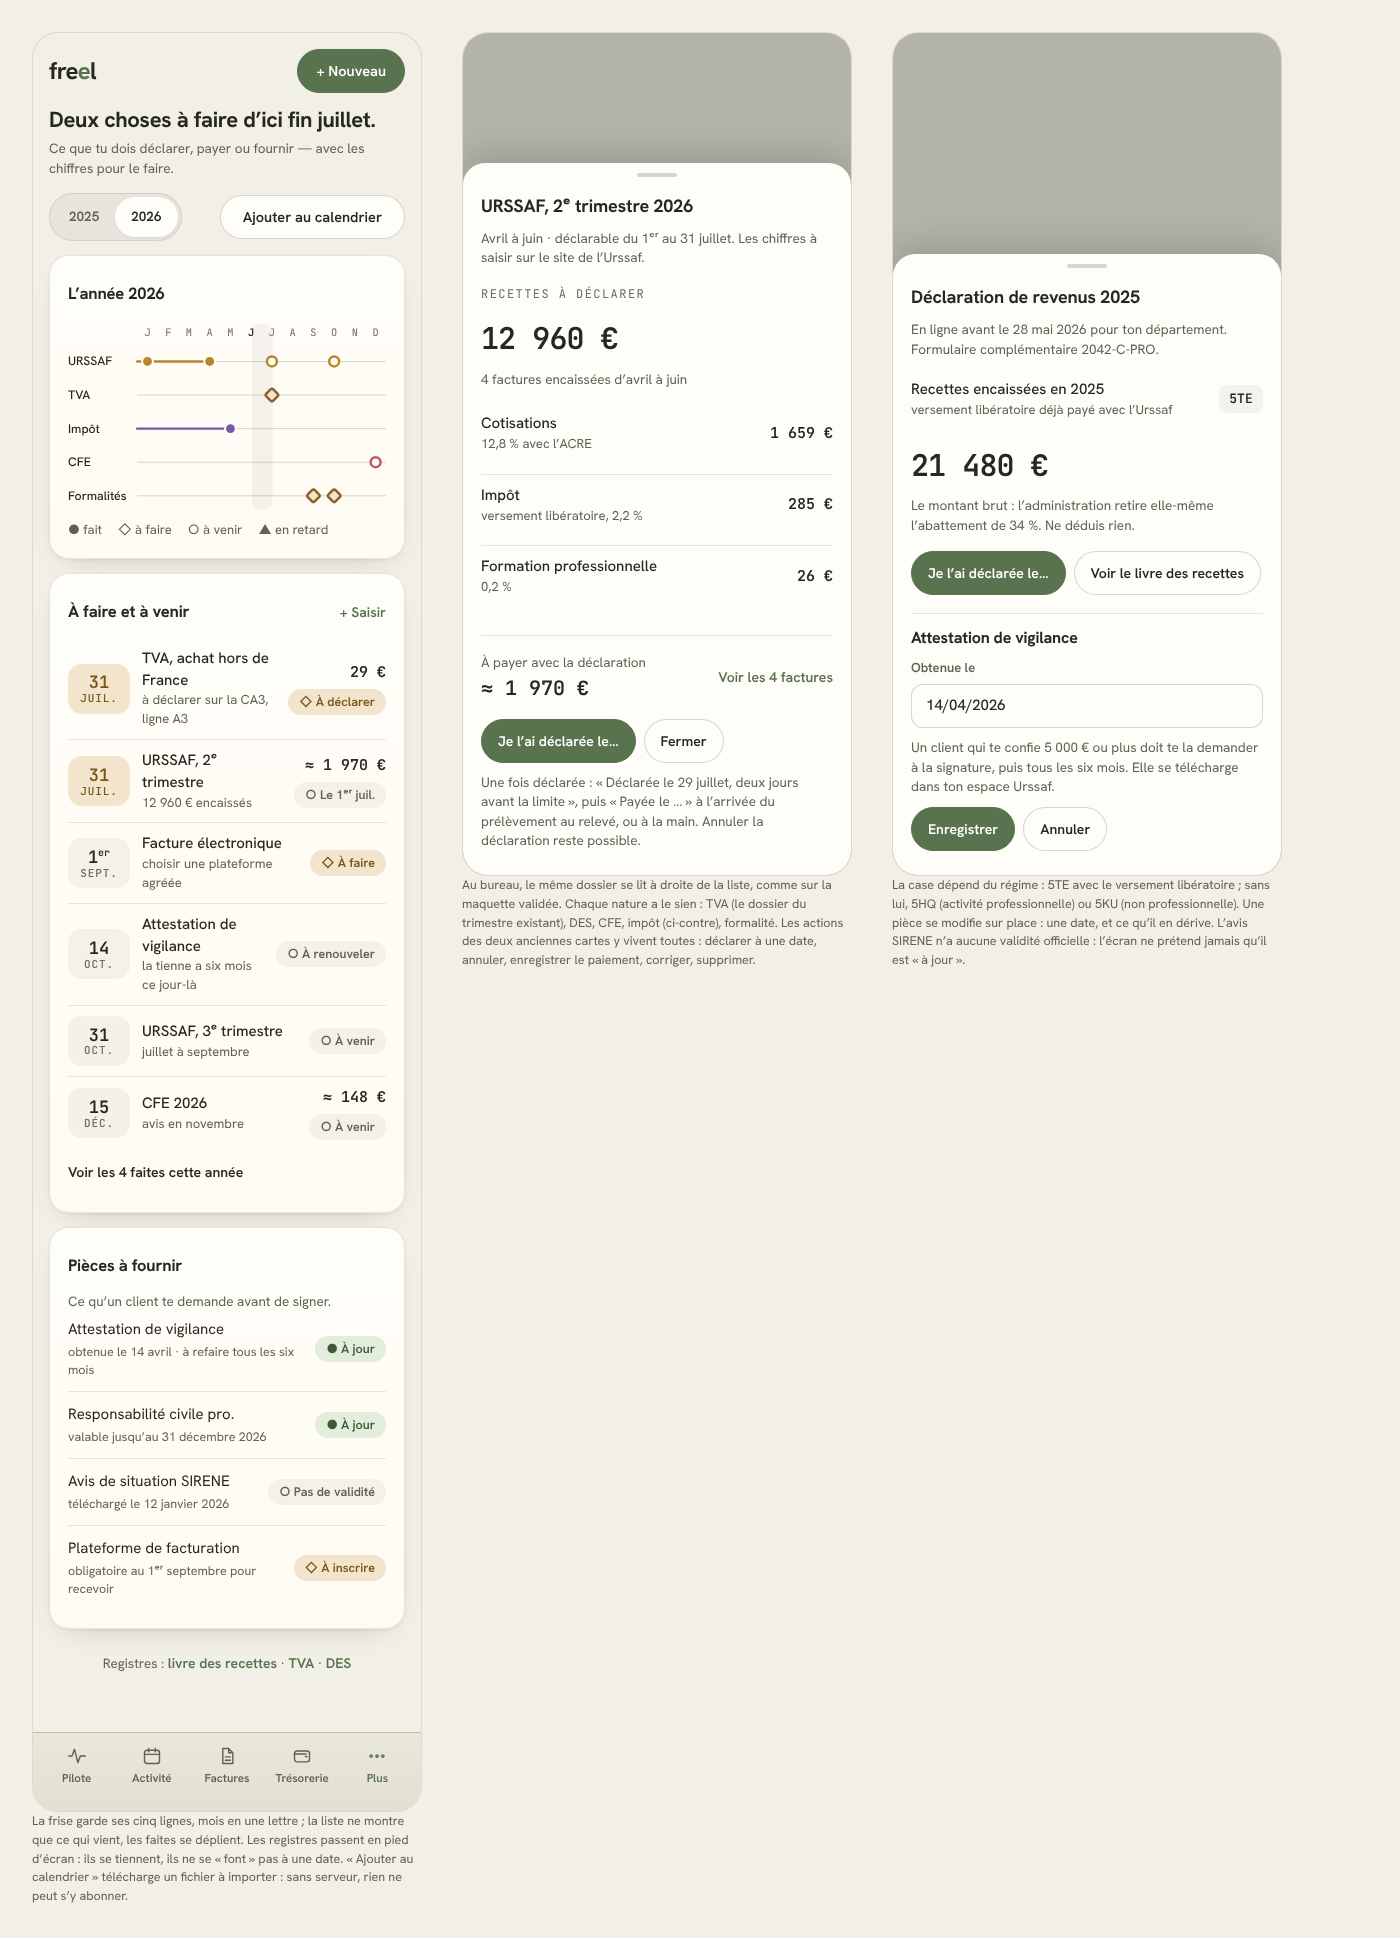 freel
+ Nouveau
Deux choses à faire d’ici fin juillet.
Ce que tu dois déclarer, payer ou fournir — avec les
chiffres pour le faire.
2025
2026
Ajouter au calendrier
L’année 2026
J F M A M J J A S O N D
URSSAF
TVA
Impôt
CFE
Formalités
fait
à faire
à venir
en retard
À faire et à venir
+ Saisir
31
JUIL.
TVA, achat hors de
France
à déclarer sur la CA3,
ligne A3
29 €
À déclarer
31
JUIL.
URSSAF, 2ᵉ
trimestre
12 960 € encaissés
≈ 1 970 €
Le 1ᵉʳ juil.
1ᵉʳ
SEPT.
Facture électronique
choisir une plateforme
agréée
À faire
14
OCT.
Attestation de
vigilance
la tienne a six mois
ce jour-là
À renouveler
31
OCT.
URSSAF, 3ᵉ trimestre
juillet à septembre
À venir
15
DÉC.
CFE 2026
avis en novembre
≈ 148 €
À venir
Voir les 4 faites cette année
Pièces à fournir
Ce qu’un client te demande avant de signer.
Attestation de vigilance
obtenue le 14 avril · à refaire tous les six
mois
À jour
Responsabilité civile pro.
valable jusqu’au 31 décembre 2026
À jour
Avis de situation SIRENE
téléchargé le 12 janvier 2026
Pas de validité
Plateforme de facturation
obligatoire au 1ᵉʳ septembre pour
recevoir
À inscrire
Registres : livre des recettes · TVA · DES
Pilote
Activité
Factures
Trésorerie
Plus
La frise garde ses cinq lignes, mois en une lettre ; la liste ne montre
que ce qui vient, les faites se déplient. Les registres passent en pied
d’écran : ils se tiennent, ils ne se « font » pas à une date. « Ajouter au
calendrier » télécharge un fichier à importer : sans serveur, rien ne
peut s’y abonner.
URSSAF, 2ᵉ trimestre 2026
Avril à juin · déclarable du 1ᵉʳ au 31 juillet. Les chiffres à
saisir sur le site de l’Urssaf.
RECETTES À DÉCLARER
12 960 €
4 factures encaissées d’avril à juin
Cotisations
12,8 % avec l’ACRE
1 659 €
Impôt
versement libératoire, 2,2 %
285 €
Formation professionnelle
0,2 %
26 €
À payer avec la déclaration
≈ 1 970 €
Voir les 4 factures
Je l’ai déclarée le…
Fermer
Une fois déclarée : « Déclarée le 29 juillet, deux jours
avant la limite », puis « Payée le … » à l’arrivée du
prélèvement au relevé, ou à la main. Annuler la
déclaration reste possible.
Au bureau, le même dossier se lit à droite de la liste, comme sur la
maquette validée. Chaque nature a le sien : TVA (le dossier du
trimestre existant), DES, CFE, impôt (ci-contre), formalité. Les actions
des deux anciennes cartes y vivent toutes : déclarer à une date,
annuler, enregistrer le paiement, corriger, supprimer.
Déclaration de revenus 2025
En ligne avant le 28 mai 2026 pour ton département.
Formulaire complémentaire 2042-C-PRO.
Recettes encaissées en 2025
versement libératoire déjà payé avec l’Urssaf
5TE
21 480 €
Le montant brut : l’administration retire elle-même
l’abattement de 34 %. Ne déduis rien.
Je l’ai déclarée le…
Voir le livre des recettes
Attestation de vigilance
Obtenue le
14/04/2026
Un client qui te confie 5 000 € ou plus doit te la demander
à la signature, puis tous les six mois. Elle se télécharge
dans ton espace Urssaf.
Enregistrer
Annuler
La case dépend du régime : 5TE avec le versement libératoire ; sans
lui, 5HQ (activité professionnelle) ou 5KU (non professionnelle). Une
pièce se modifie sur place : une date, et ce qu’il en dérive. L’avis
SIRENE n’a aucune validité officielle : l’écran ne prétend jamais qu’il
est « à jour ».